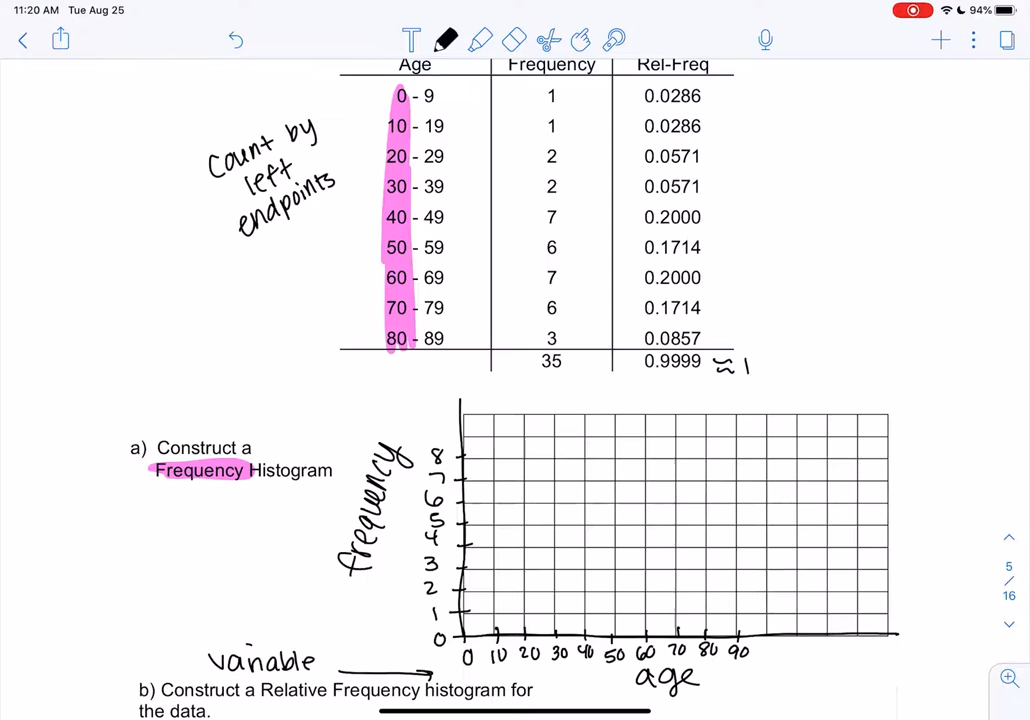 11:20 AM Tue Aug 25
94%
T
Age Frequency Rel-Freq
0 - 9 1 0.0286
10 - 19 1 0.0286
20 - 29 2 0.0571
30 - 39 2 0.0571
40 - 49 7 0.2000
50 - 59 6 0.1714
60 - 69 7 0.2000
70 - 79 6 0.1714
80 - 89 3 0.0857
35 0.9999 ≈ 1
Count by
left
endpoints
a) Construct a
Frequency Histogram
frequency
8
7
6
5
4
3
2
1
0
0 10 20 30 40 50 60 70 80 90
age
variable
b) Construct a Relative Frequency histogram for
the data.
5
/
16